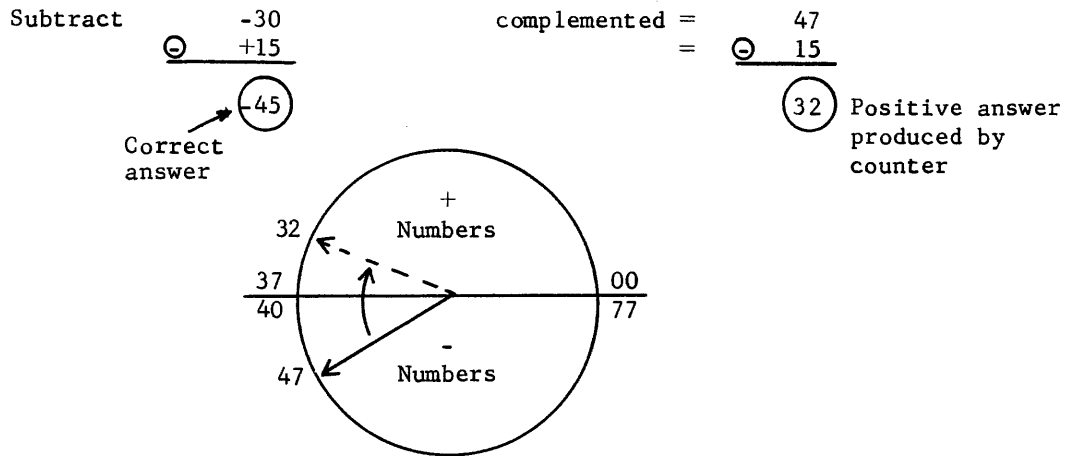 Subtract -30 complemented = 47
⊖ +15 = ⊖ 15
-45 32 Positive answer
produced by
counter
Correct
answer
+
32 Numbers
37 00
40 77
-
47 Numbers